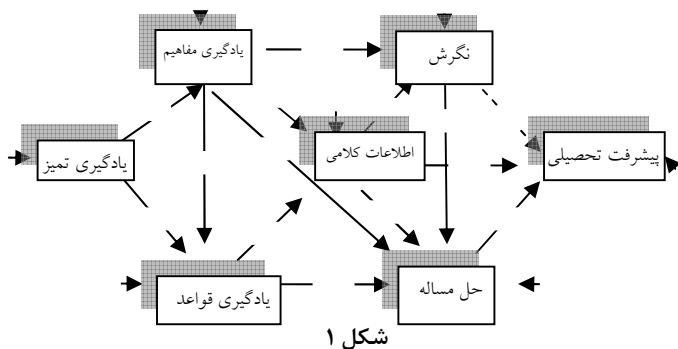 نگرش
یادگیری مفاهیم
پیشرفت تحصیلی
اطلاعات کلامی
یادگیری تمیز
حل مساله
یادگیری قواعد
شکل ۱